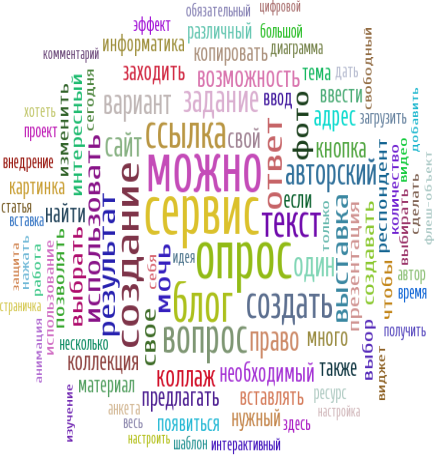 эффект
обязательный
цифровой
информатика
различный
большой
комментарий
копировать
диаграмма
свободный
заходить
возможность
тема
дать
сегодня
хотеть
изменить
интересный
вариант
задание
ввод
ввести
фото
проект
ссылка
свой
ответ
адрес
загрузить
добавить
внедрение
сайт
можно
кнопка
картинка
использовать
создание
авторский
респондент
количество
выбирать
видео
сделать
флеш-объект
статья
вставка
найти
результат
сервис
если
текст
только
выставка
презентация
создавать
защита
нажать
работа
использование
позволять
выбрать
себя
идея
опрос
один
чтобы
автор
время
страничка
анимация
свое
мочь
блог
создать
вопрос
право
много
выбор
виджет
получить
несколько
коллекция
коллаж
необходимый
также
материал
предлагать
вставлять
ресурс
изучение
анкета
весь
появиться
нужный
здесь
настройка
настроить
шаблон
интерактивный